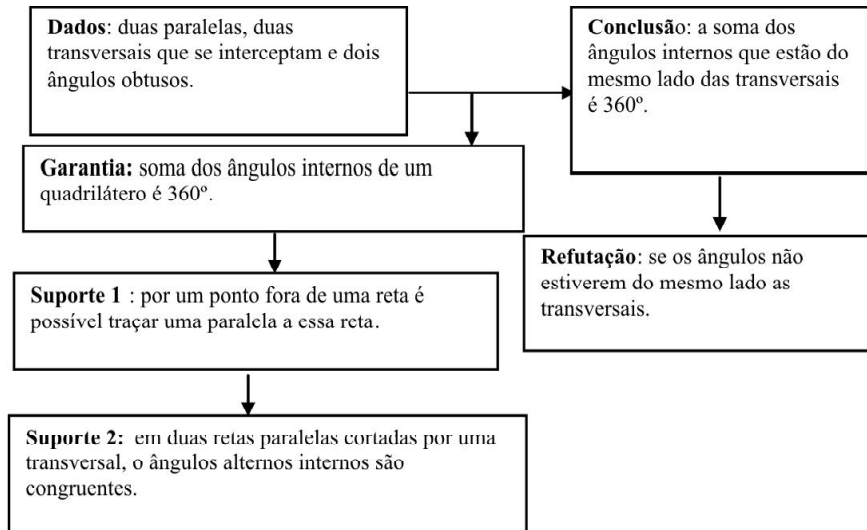 Dados: duas paralelas, duas
transversais que se interceptam e dois
ângulos obtusos.
Conclusão: a soma dos
ângulos internos que estão do
mesmo lado das transversais
é 360º.
Garantia: soma dos ângulos internos de um
quadrilátero é 360º.
Refutação: se os ângulos não
estiverem do mesmo lado as
transversais.
Suporte 1 : por um ponto fora de uma reta é
possível traçar uma paralela a essa reta.
Suporte 2: em duas retas paralelas cortadas por uma
transversal, o ângulos alternos internos são
congruentes.